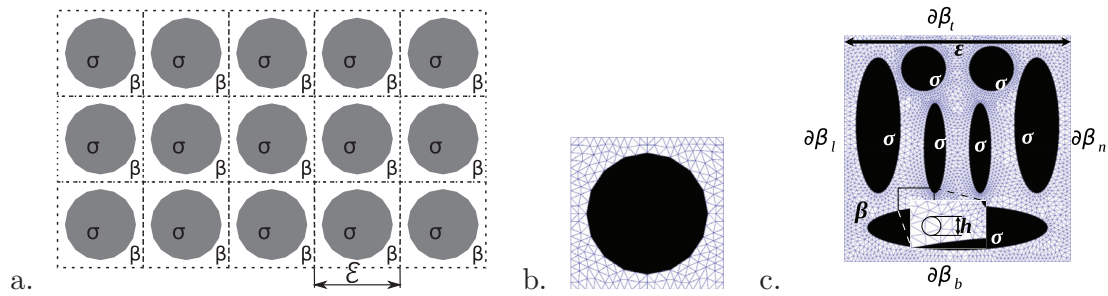 σ σ σ σ σ
β β β β β
σ σ σ σ σ
β β β β β
σ σ σ σ σ
β β β β β
ε
a.
b.
∂β_t
ε
σ σ
∂β_l σ σ σ σ ∂β_n
β h
σ
∂β_b
c.